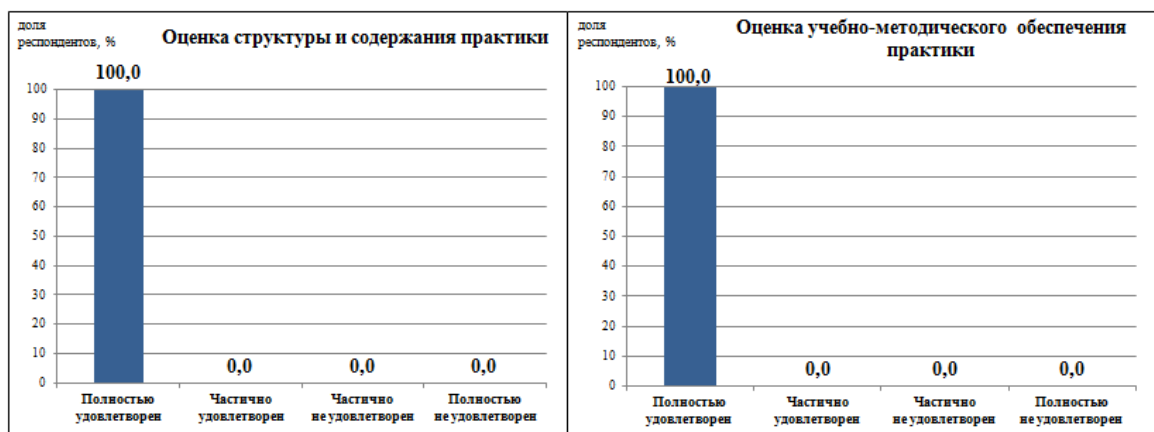 доля
респондентов, %
Оценка структуры и содержания практики
100,0
100
90
80
70
60
50
40
30
20
10
0
0,0
0,0
0,0
Полностью
удовлетворен
Частично
удовлетворен
Частично
не удовлетворен
Полностью
не удовлетворен
доля
респондентов, %
Оценка учебно-методического обеспечения
практики
100,0
100
90
80
70
60
50
40
30
20
10
0
0,0
0,0
0,0
Полностью
удовлетворен
Частично
удовлетворен
Частично
не удовлетворен
Полностью
не удовлетворен